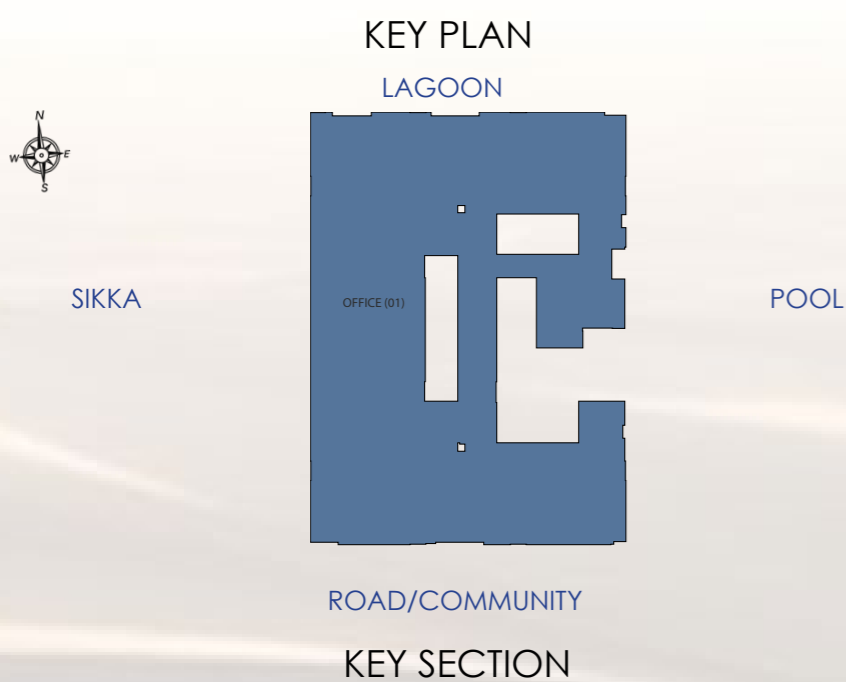 KEY PLAN
LAGOON
N
W E
S
SIKKA
OFFICE (01)
POOL
ROAD/COMMUNITY
KEY SECTION